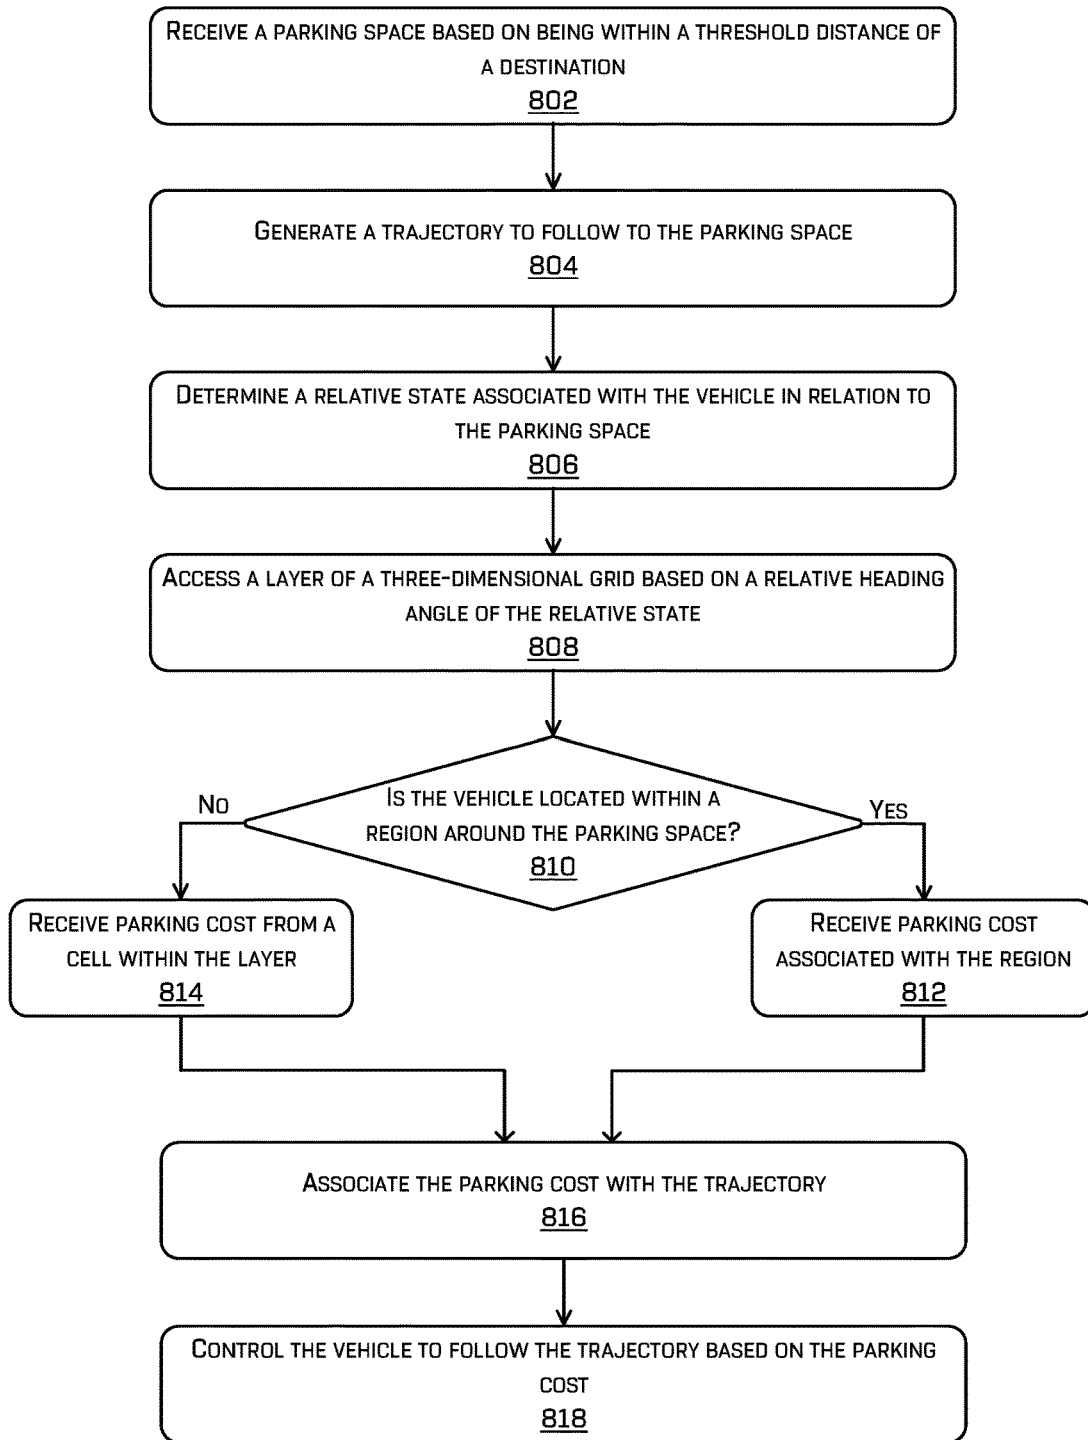 RECEIVE A PARKING SPACE BASED ON BEING WITHIN A THRESHOLD DISTANCE OF
A DESTINATION
802
GENERATE A TRAJECTORY TO FOLLOW TO THE PARKING SPACE
804
DETERMINE A RELATIVE STATE ASSOCIATED WITH THE VEHICLE IN RELATION TO
THE PARKING SPACE
806
ACCESS A LAYER OF A THREE-DIMENSIONAL GRID BASED ON A RELATIVE HEADING
ANGLE OF THE RELATIVE STATE
808
IS THE VEHICLE LOCATED WITHIN A
REGION AROUND THE PARKING SPACE?
810
NO
YES
RECEIVE PARKING COST FROM A
CELL WITHIN THE LAYER
814
RECEIVE PARKING COST
ASSOCIATED WITH THE REGION
812
ASSOCIATE THE PARKING COST WITH THE TRAJECTORY
816
CONTROL THE VEHICLE TO FOLLOW THE TRAJECTORY BASED ON THE PARKING
COST
818